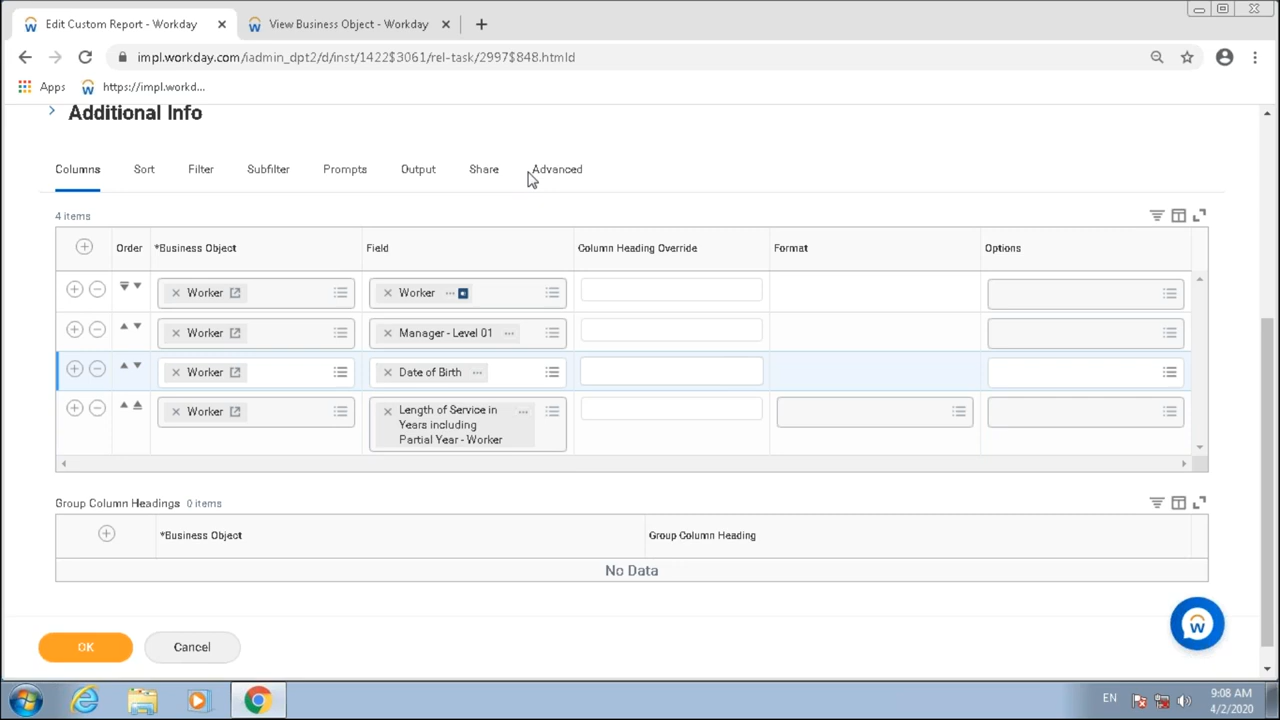 Edit Custom Report - Workday
View Business Object - Workday
impl.workday.com/iadmin_dpt2/d/inst/1422$3061/rel-task/2997$848.htmld
Apps
https://impl.workd...
Additional Info
Columns
Sort
Filter
Subfilter
Prompts
Output
Share
Advanced
4 items
Order
*Business Object
Field
Column Heading Override
Format
Options
Worker
Worker
Worker
Manager - Level 01
Worker
Date of Birth
Worker
Length of Service in
Years including
Partial Year - Worker
Group Column Headings 0 items
*Business Object
Group Column Heading
No Data
OK
Cancel
EN
9:08 AM
4/2/2020